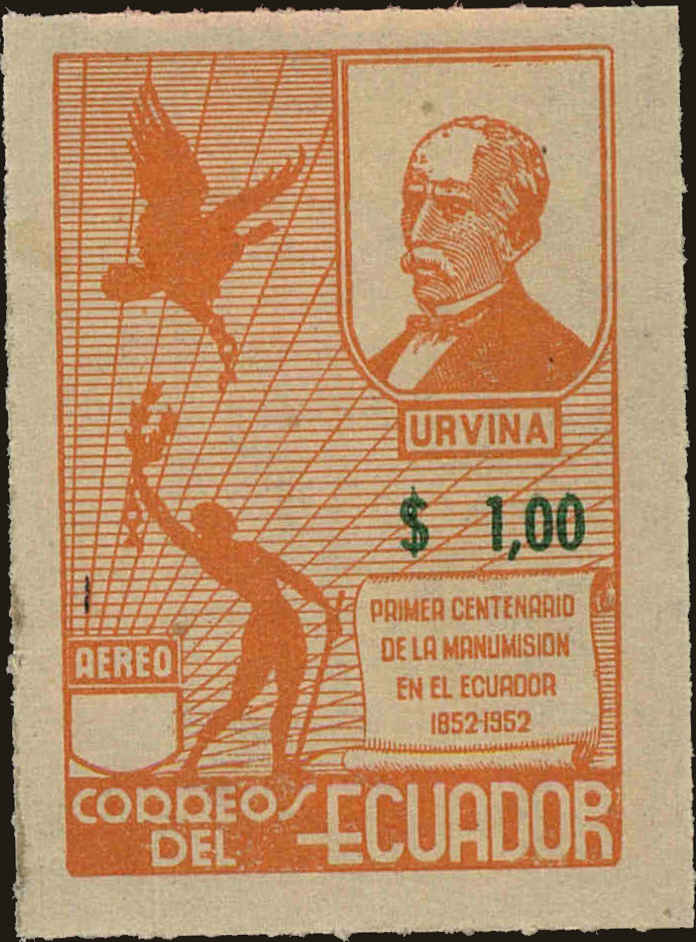 URVINA
$ 1,00
PRIMER CENTENARIO
DE LA MANUMISION
EN EL ECUADOR
1852-1952
AEREO
CORREOS
DEL
ECUADOR